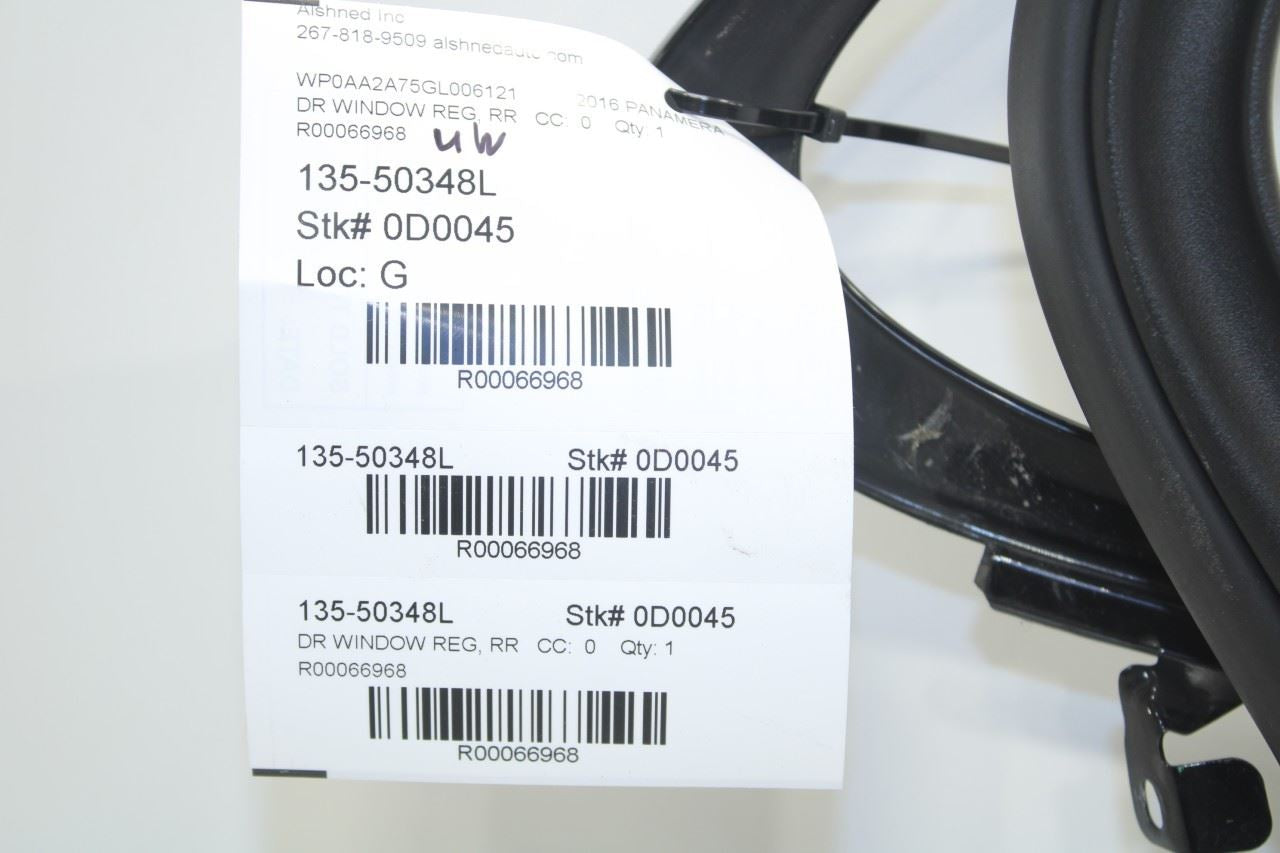 Alshned Inc
267-818-9509 alshnedauto.com
WP0AA2A75GL006121 2016 PANAMERA
DR WINDOW REG, RR CC: 0 Qty: 1
R00066968 UW
135-50348L
Stk# 0D0045
Loc: G
R00066968
135-50348L Stk# 0D0045
R00066968
135-50348L Stk# 0D0045
DR WINDOW REG, RR CC: 0 Qty: 1
R00066968
R00066968